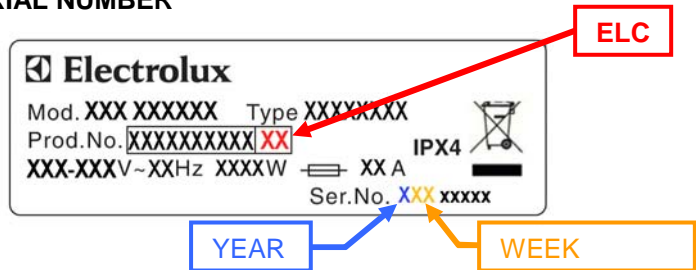 RIAL NUMBER
ELC
Electrolux
Mod. XXX XXXXXX Type XXXXXXXX
Prod.No. XXXXXXXXXX XX
IPX4
XXX-XXXV~XXHz XXXXW XX A
Ser.No. XXX XXXXX
YEAR
WEEK